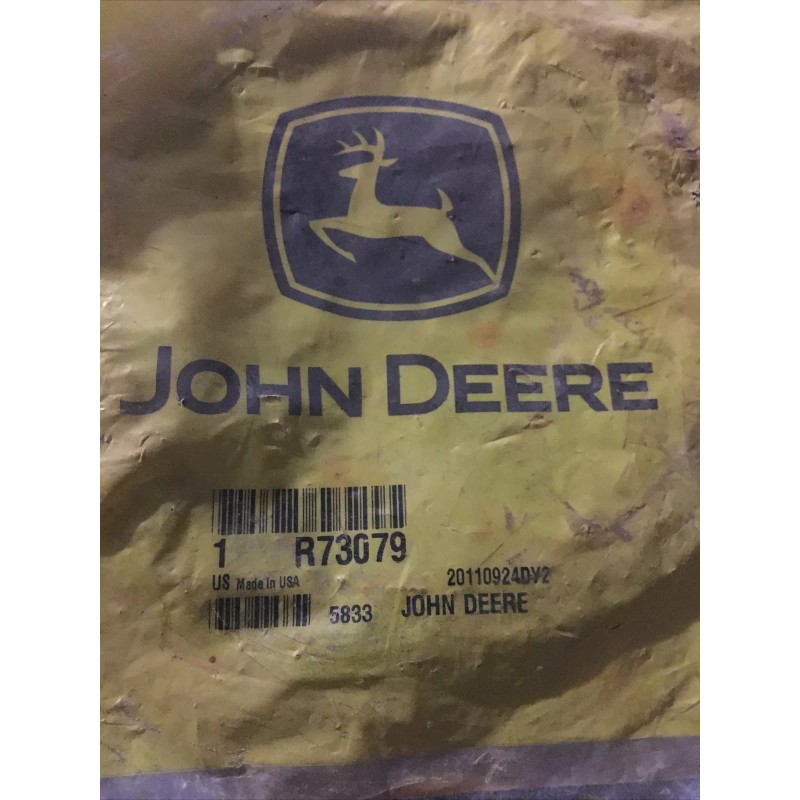 JOHN DEERE
1 R73079
US Made In USA 20110924DY2
5833 JOHN DEERE